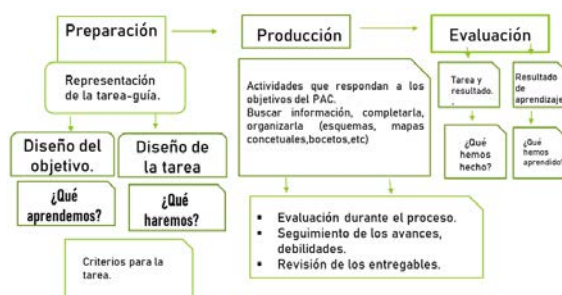 Preparación
Producción
Evaluación
Representación
de la tarea-guía.
Diseño del
objetivo.
Diseño de
la tarea
¿Qué
aprendemos?
¿Qué
haremos?
Criterios para la
tarea.
Actividades que respondan a los
objetivos del PAC.
Buscar información, completarla,
organizarla (esquemas, mapas
concetuales,bocetos,etc)
▪ Evaluación durante el proceso.
▪ Seguimiento de los avances,
debilidades.
▪ Revisión de los entregables.
Tarea y
resultado.
.
Resultado
de
aprendizaje
¿Qué
hemos
hecho?
¿Qué
hemos
aprendido?